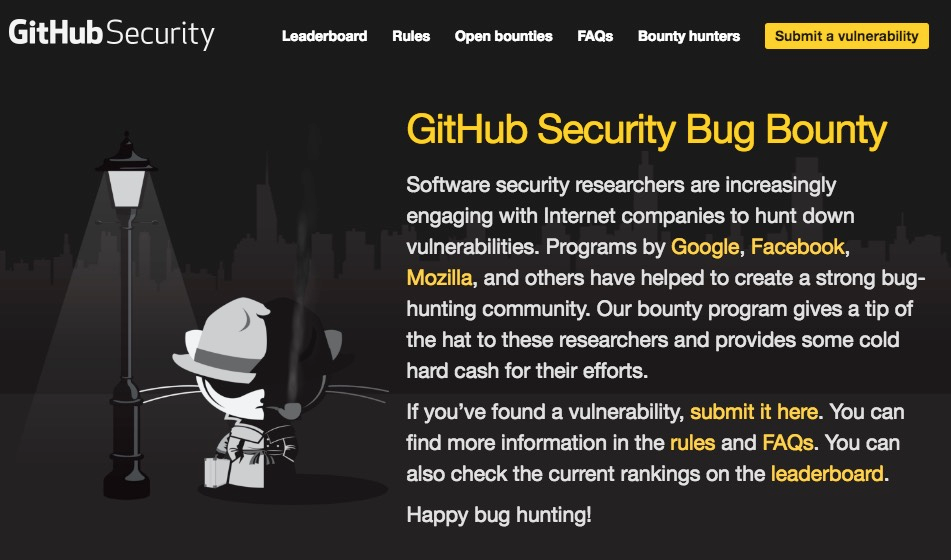 GitHub Security
Leaderboard
Rules
Open bounties
FAQs
Bounty hunters
Submit a vulnerability
GitHub Security Bug Bounty
Software security researchers are increasingly
engaging with Internet companies to hunt down
vulnerabilities. Programs by Google, Facebook,
Mozilla, and others have helped to create a strong bug-
hunting community. Our bounty program gives a tip of
the hat to these researchers and provides some cold
hard cash for their efforts.
If you’ve found a vulnerability, submit it here. You can
find more information in the rules and FAQs. You can
also check the current rankings on the leaderboard.
Happy bug hunting!